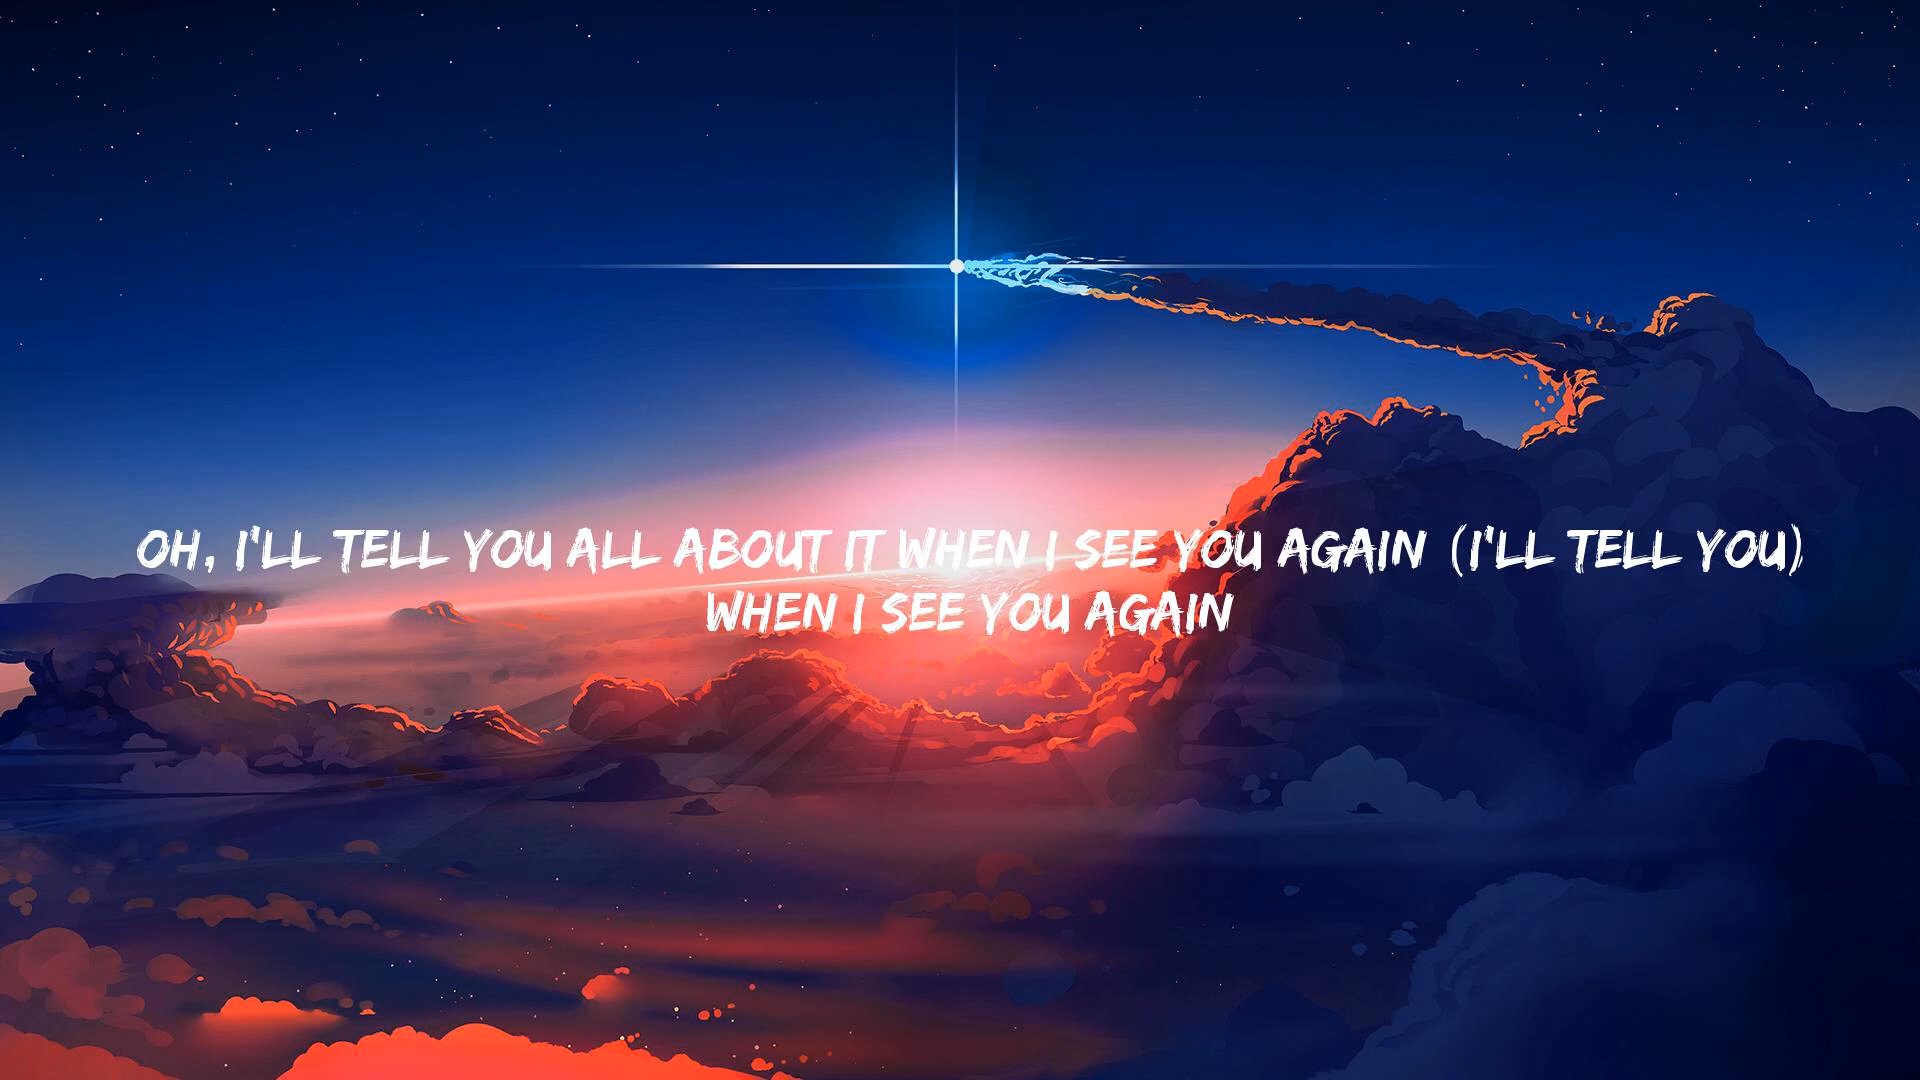 OH, I'LL TELL YOU ALL ABOUT IT WHEN I SEE YOU AGAIN (I'LL TELL YOU)
WHEN I SEE YOU AGAIN